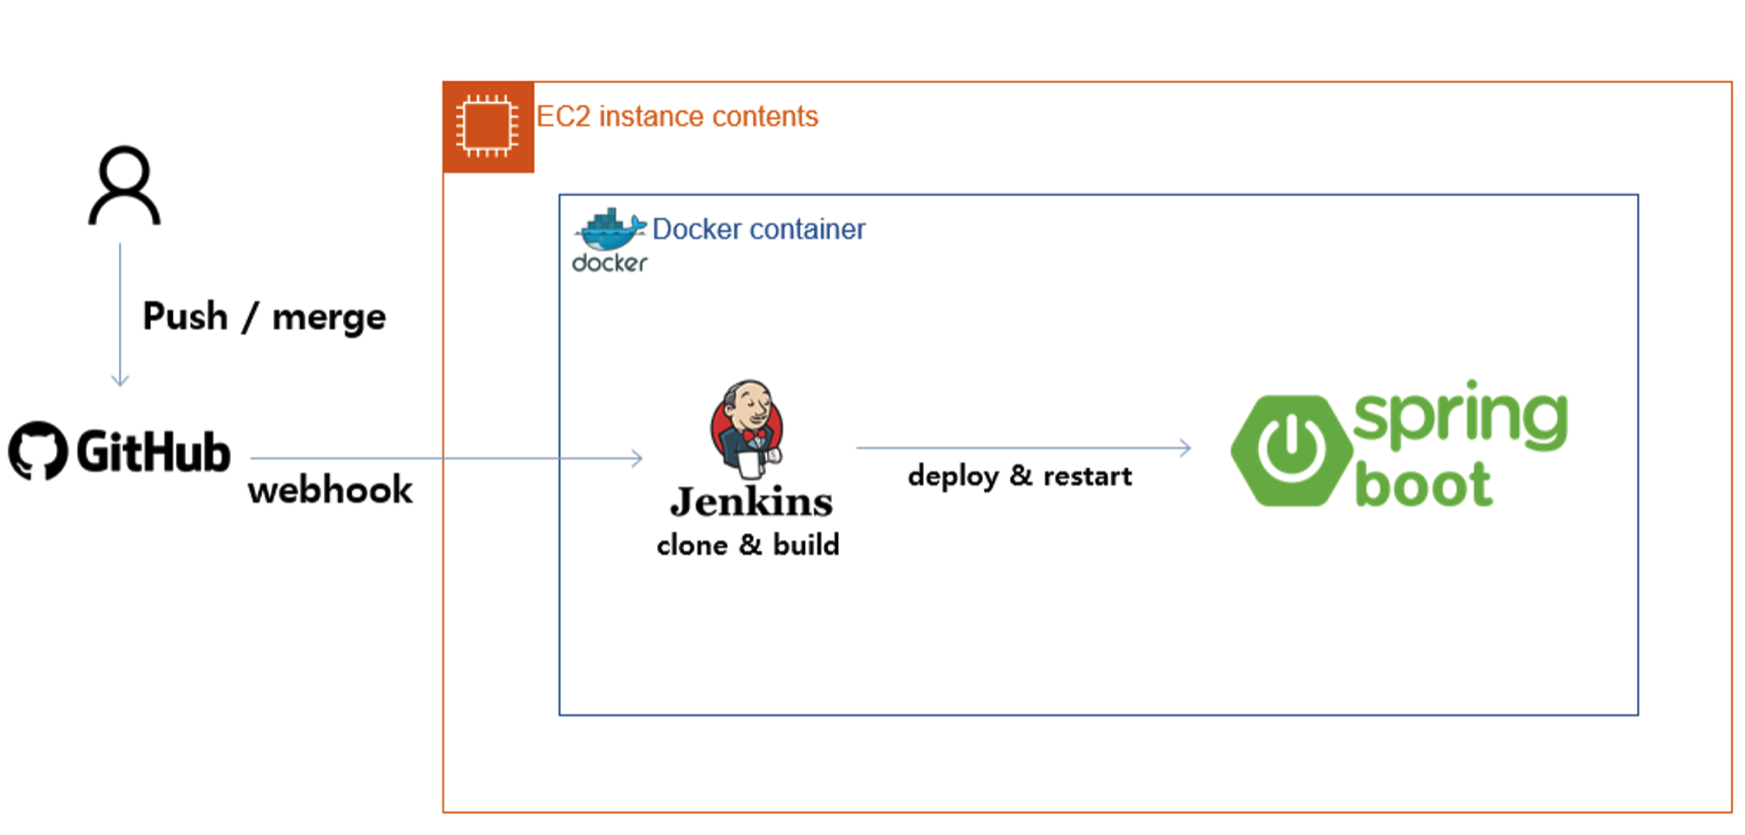 EC2 instance contents
docker
Docker container
Push / merge
GitHub
webhook
Jenkins
clone & build
deploy & restart
spring
boot